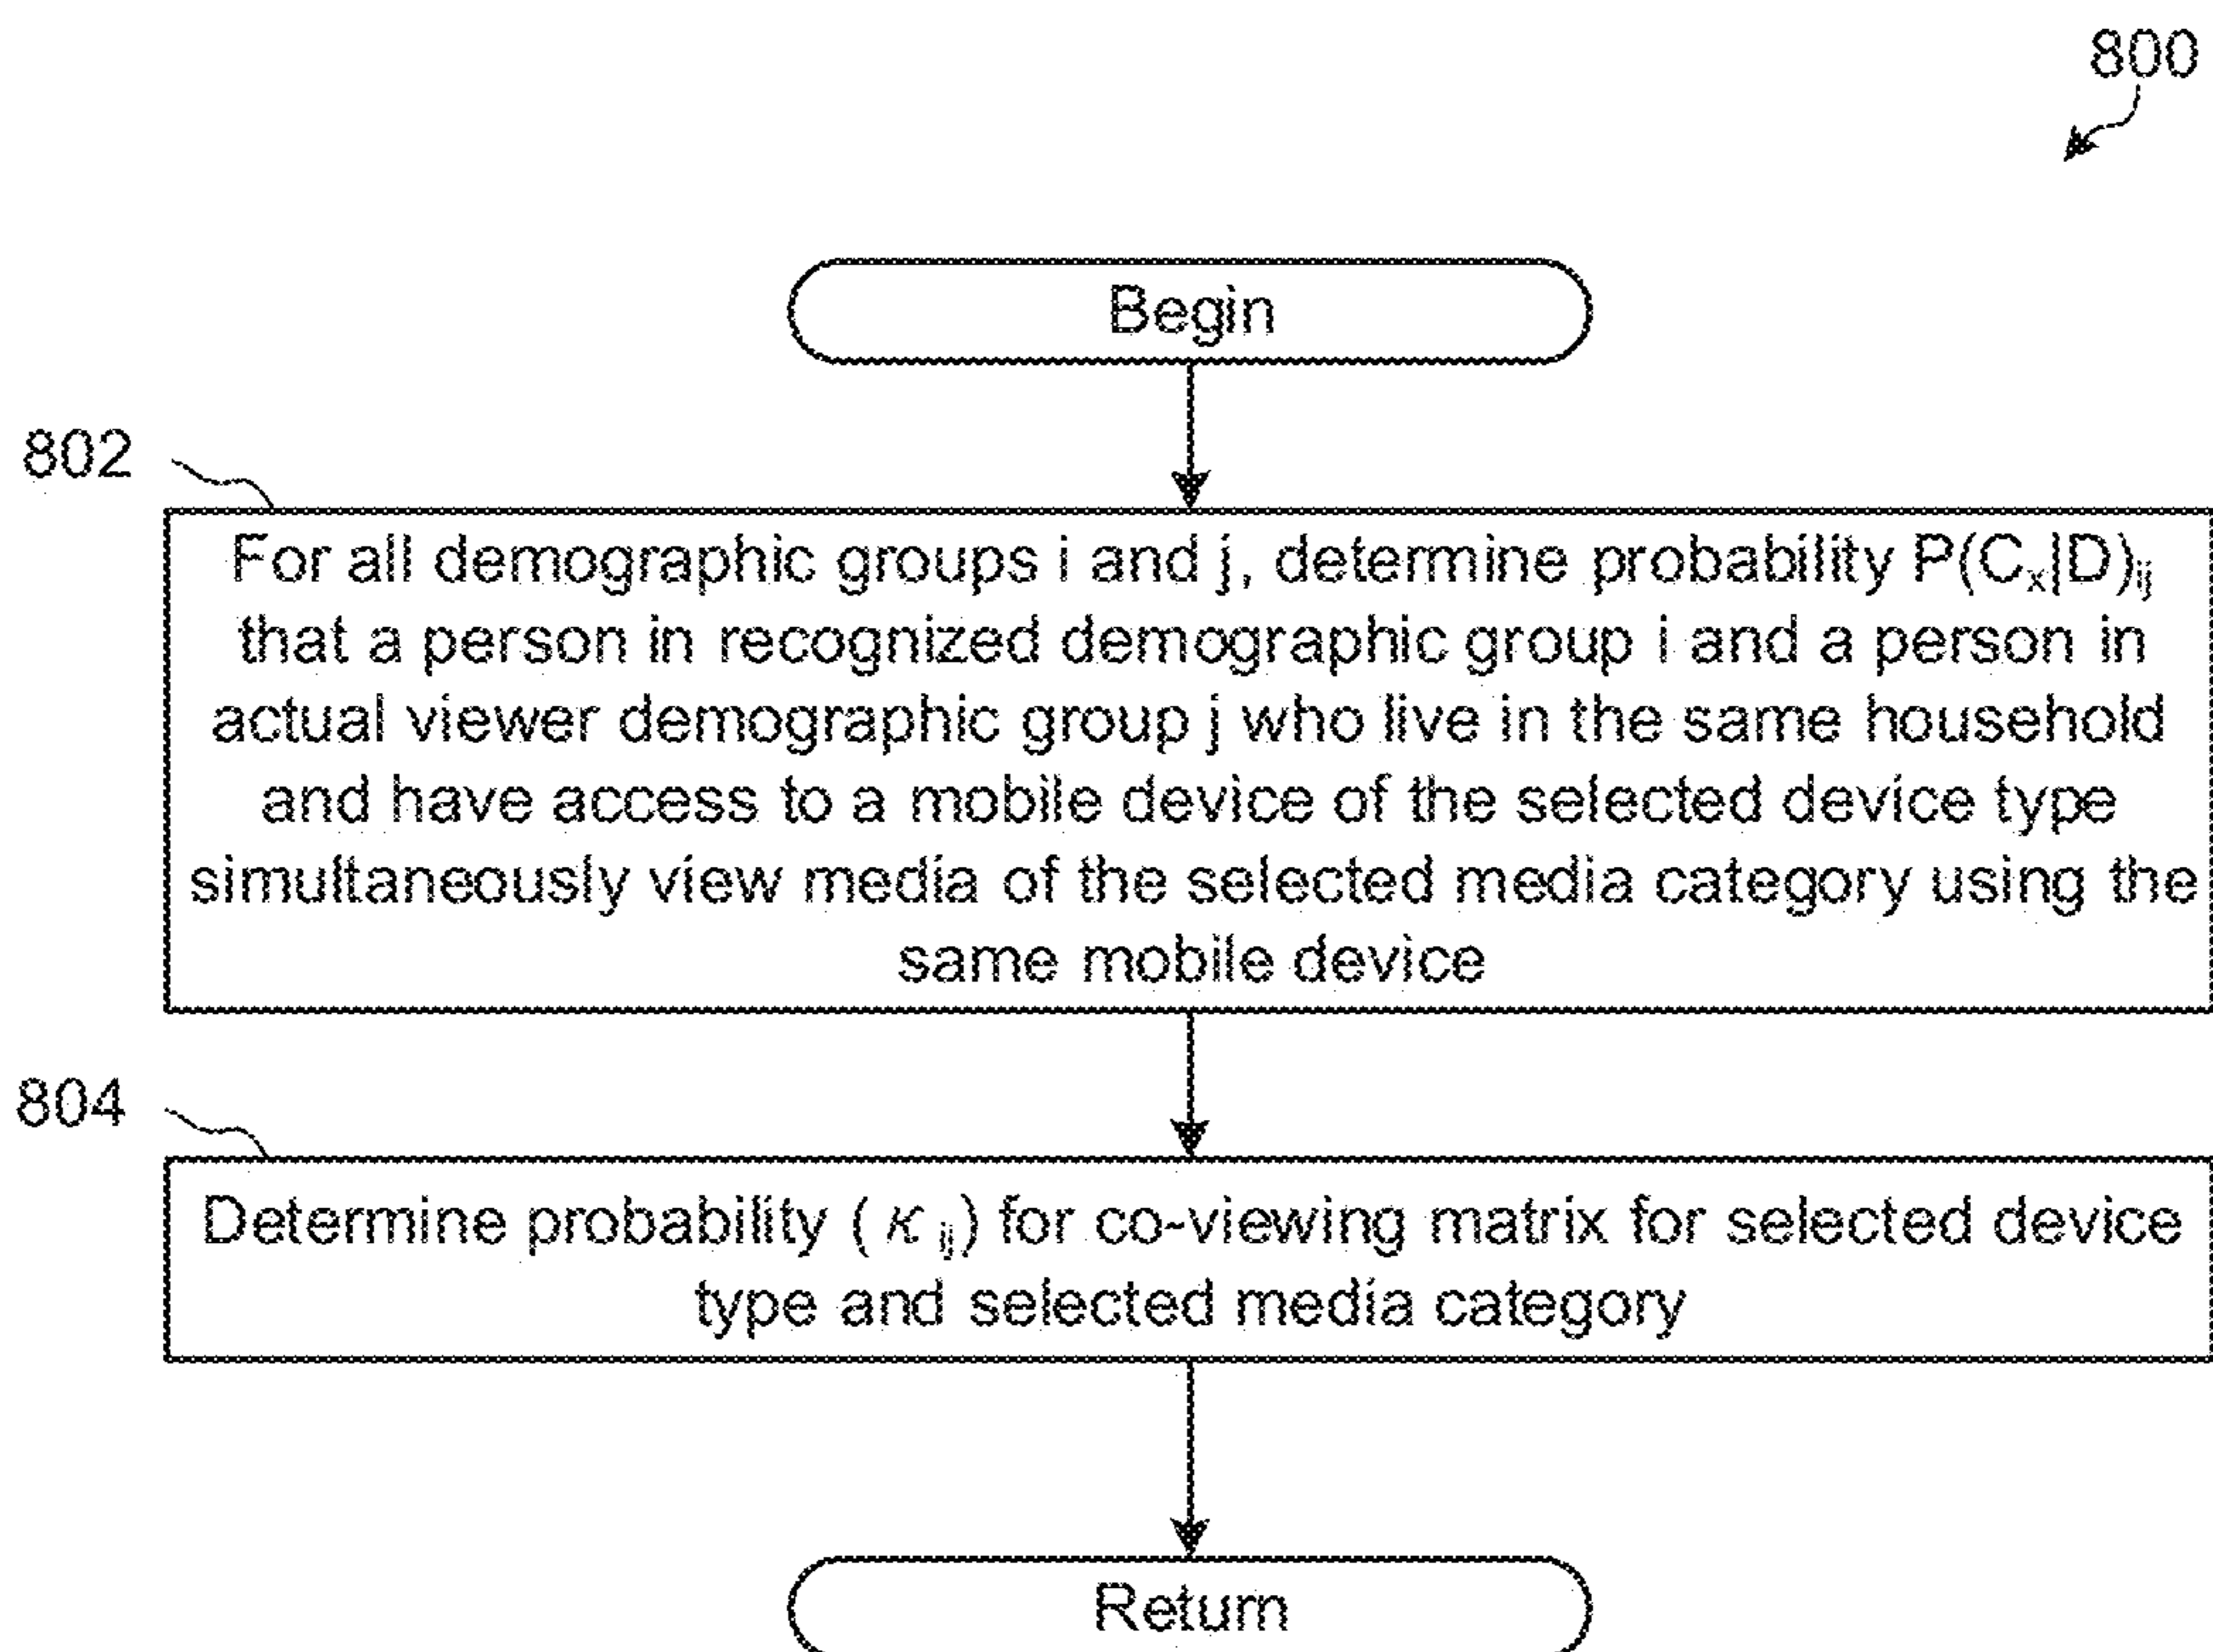 800
Begin
802
For all demographic groups i and j, determine probability P(Cₓ|D)ᵢⱼ
that a person in recognized demographic group i and a person in
actual viewer demographic group j who live in the same household
and have access to a mobile device of the selected device type
simultaneously view media of the selected media category using the
same mobile device
804
Determine probability (κ ᵢⱼ) for co-viewing matrix for selected device
type and selected media category
Return